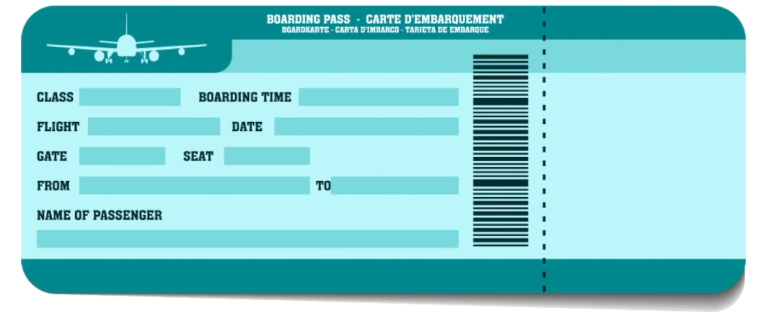 BOARDING PASS - CARTE D'EMBARQUEMENT
BOARDKARTE - CARTA D'IMBARCO - TARJETA DE EMBARQUE
CLASS BOARDING TIME
FLIGHT DATE
GATE SEAT
FROM TO
NAME OF PASSENGER